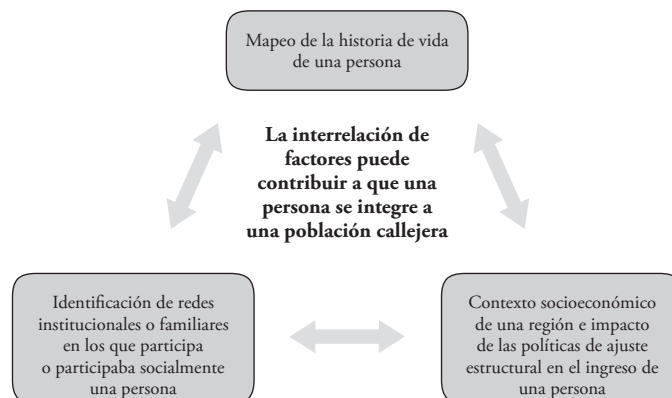 Mapeo de la historia de vida
de una persona
La interrelación de
factores puede
contribuir a que una
persona se integre a
una población callejera
Identificación de redes
institucionales o familiares
en los que participa
o participaba socialmente
una persona
Contexto socioeconómico
de una región e impacto
de las políticas de ajuste
estructural en el ingreso de
una persona